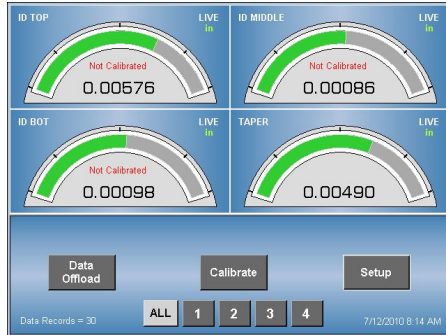 ID TOP LIVE
in
Not Calibrated
0.00576
ID MIDDLE LIVE
in
Not Calibrated
0.00086
ID BOT LIVE
in
Not Calibrated
0.00098
TAPER LIVE
in
0.00490
Data
Offload
Calibrate
Setup
ALL 1 2 3 4
Data Records = 30
7/12/2010 8:14 AM